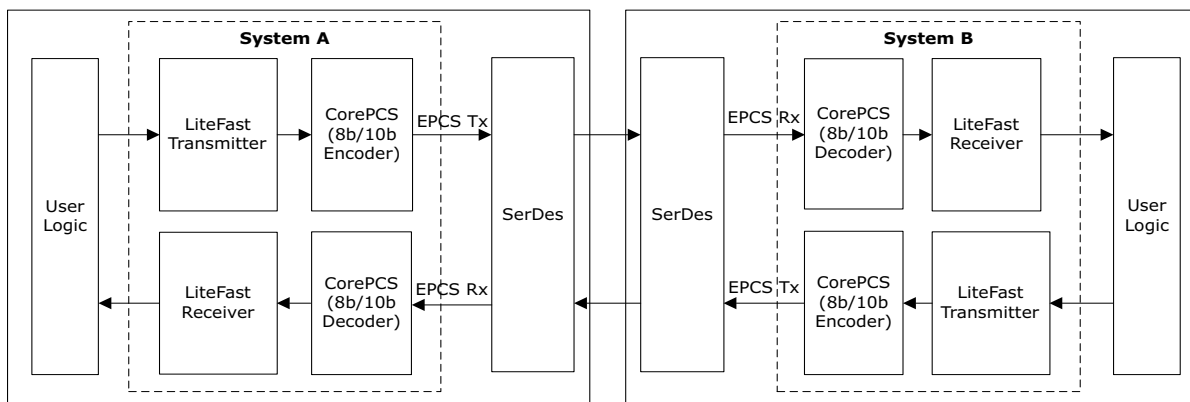 System A
User
Logic
LiteFast
Transmitter
CorePCS
(8b/10b
Encoder)
EPCS Tx
LiteFast
Receiver
CorePCS
(8b/10b
Decoder)
EPCS Rx
SerDes
System B
SerDes
EPCS Rx
CorePCS
(8b/10b
Decoder)
LiteFast
Receiver
EPCS Tx
CorePCS
(8b/10b
Encoder)
LiteFast
Transmitter
User
Logic